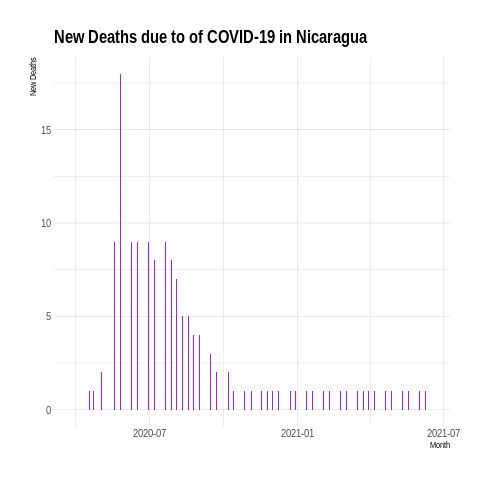 New Deaths due to of COVID-19 in Nicaragua
New Deaths
15
10
5
0
2020-07
2021-01
2021-07
Month